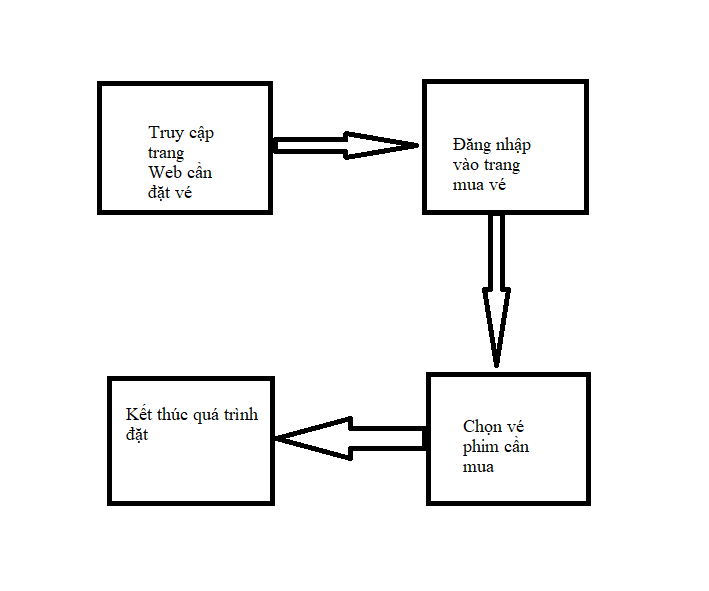 Truy cập
trang
Web cần
đặt vé
Đăng nhập
vào trang
mua vé
Chọn vé
phim cần
mua
Kết thúc quá trình
đặt